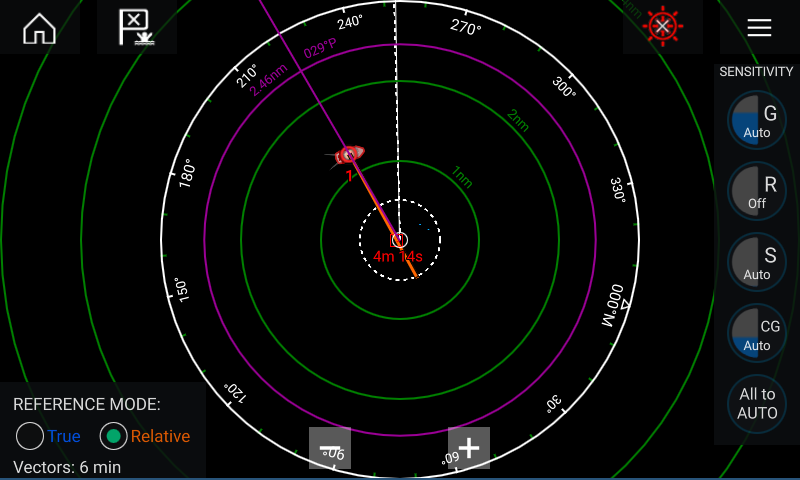 240°
270°
4nm
SENSITIVITY
029°P
210°
2.46nm
300°
G
Auto
2nm
180°
1nm
330°
R
Off
1
4m 14s
S
Auto
150°
000°M
CG
Auto
120°
30°
All to
AUTO
REFERENCE MODE:
True
Relative
90°
60°
Vectors: 6 min